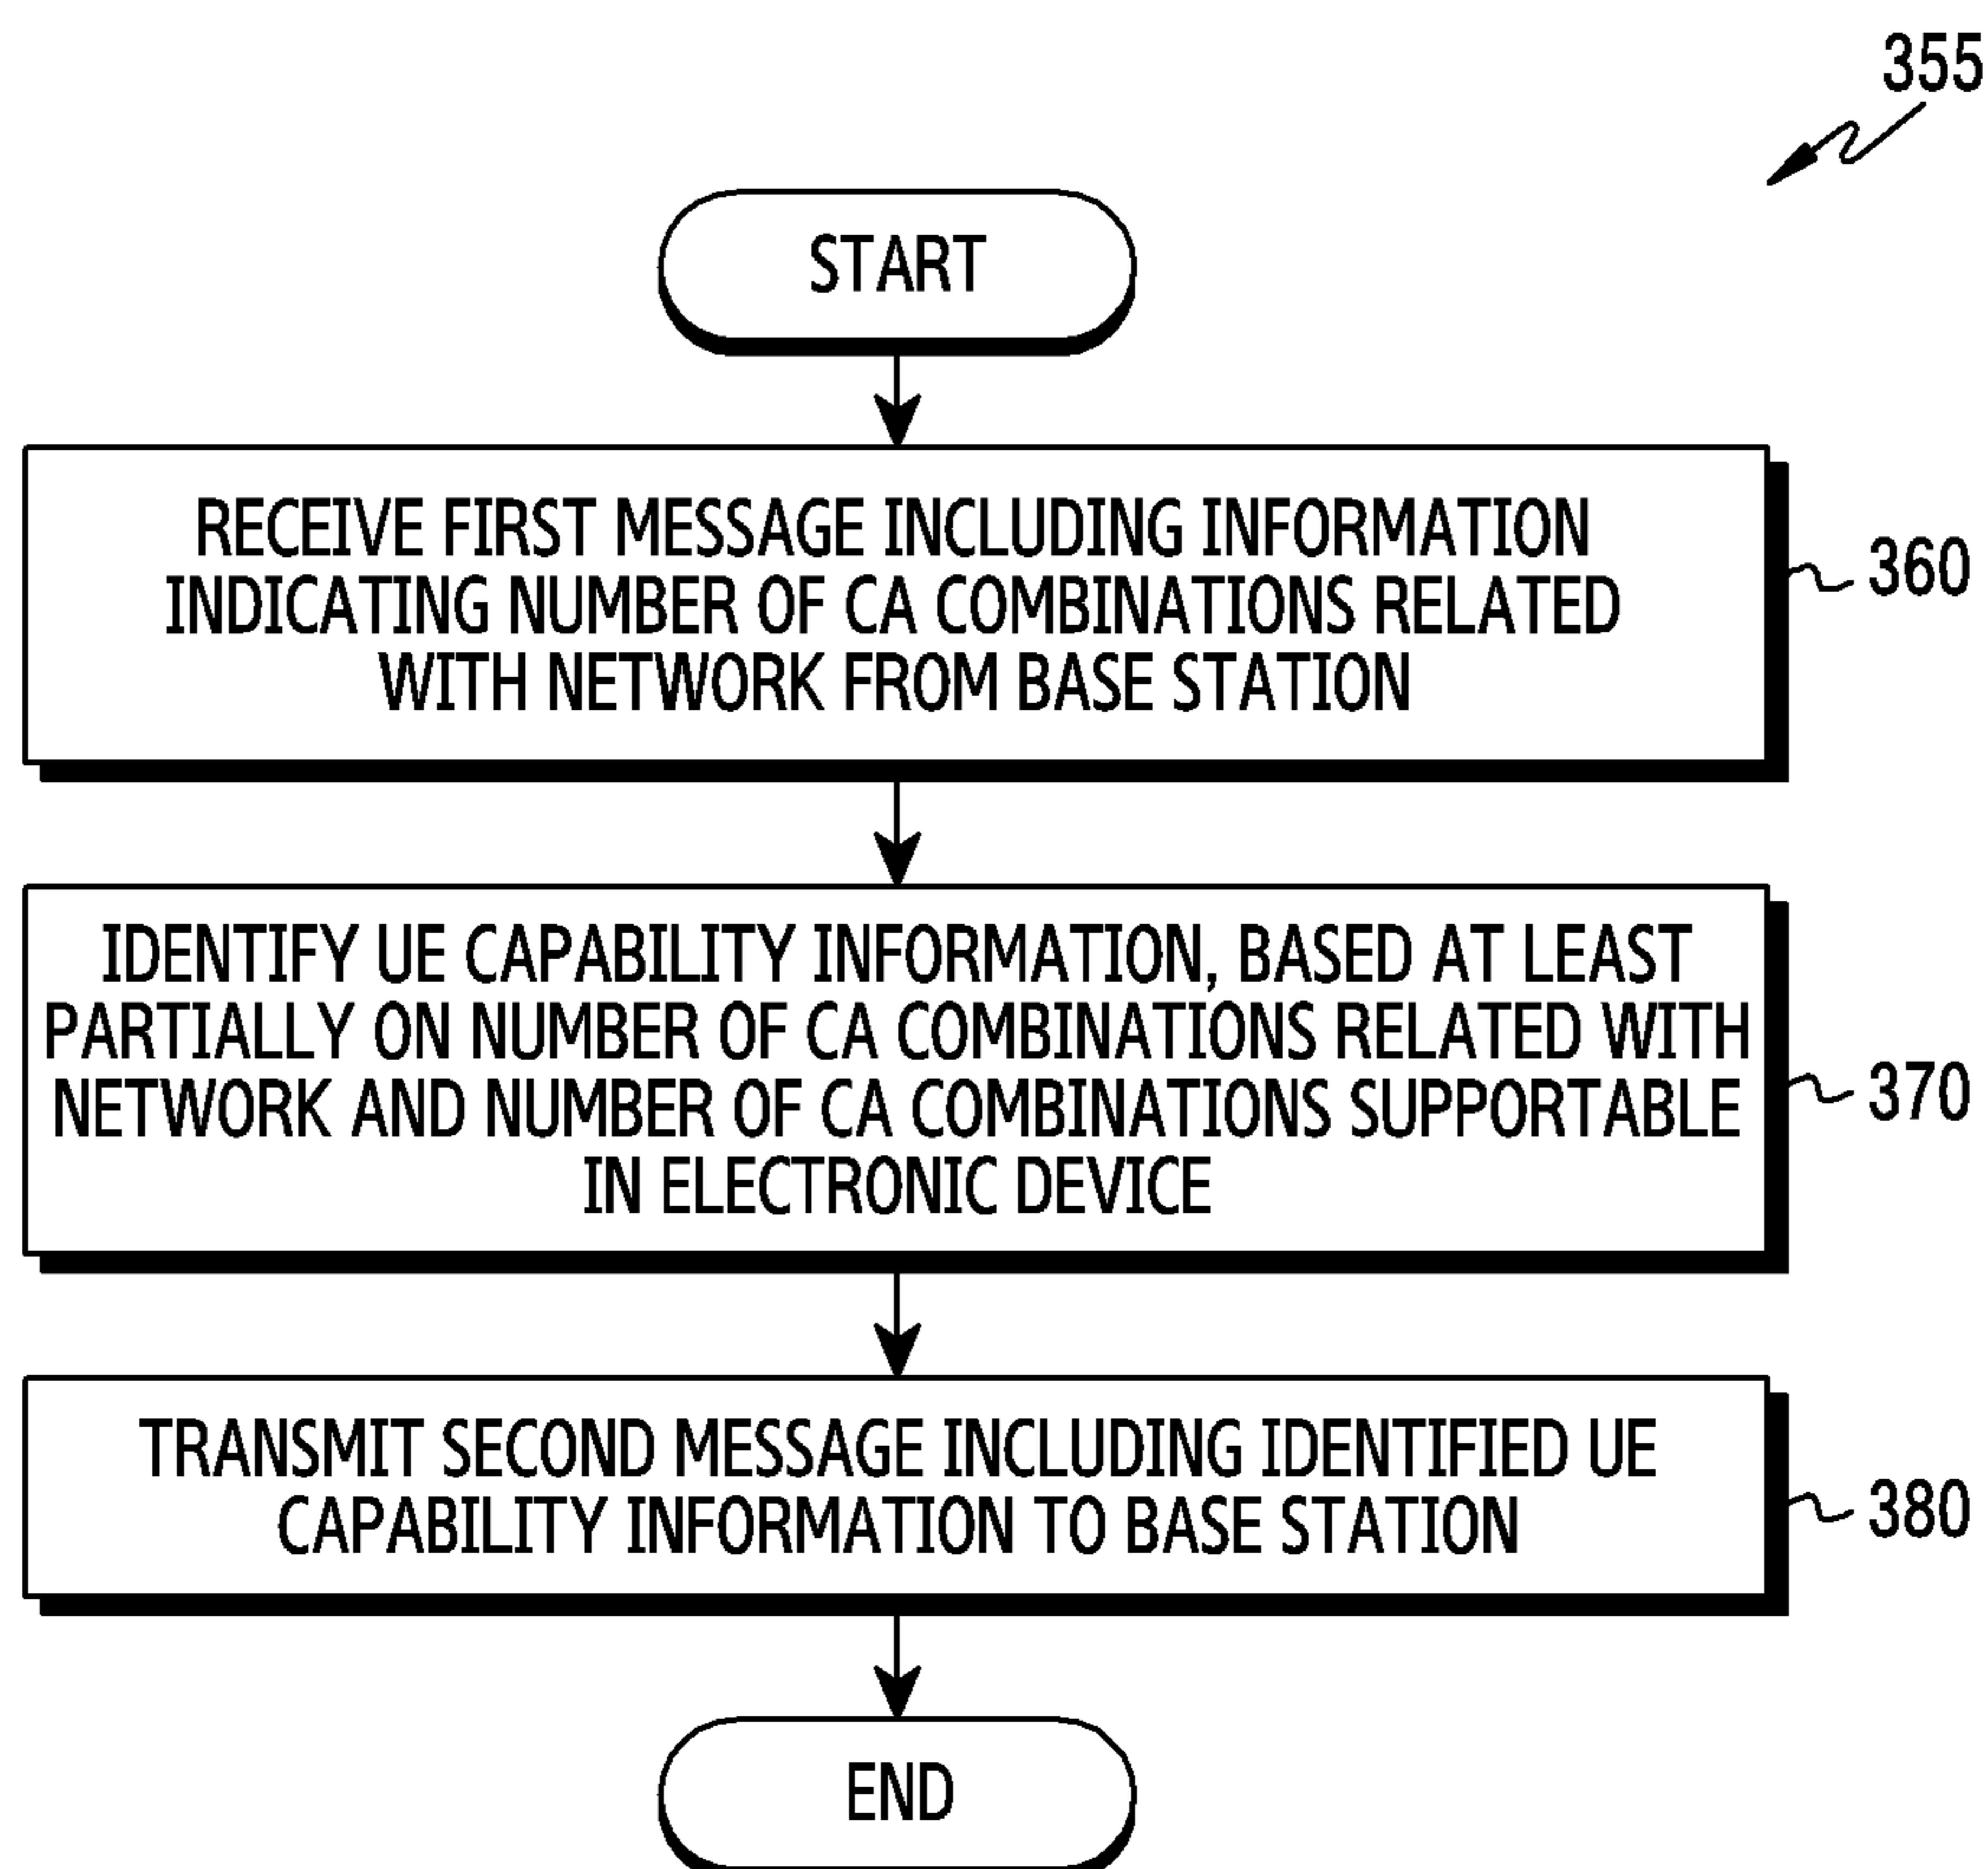 355
START
RECEIVE FIRST MESSAGE INCLUDING INFORMATION
INDICATING NUMBER OF CA COMBINATIONS RELATED
WITH NETWORK FROM BASE STATION
360
IDENTIFY UE CAPABILITY INFORMATION, BASED AT LEAST
PARTIALLY ON NUMBER OF CA COMBINATIONS RELATED WITH
NETWORK AND NUMBER OF CA COMBINATIONS SUPPORTABLE
IN ELECTRONIC DEVICE
370
TRANSMIT SECOND MESSAGE INCLUDING IDENTIFIED UE
CAPABILITY INFORMATION TO BASE STATION
380
END